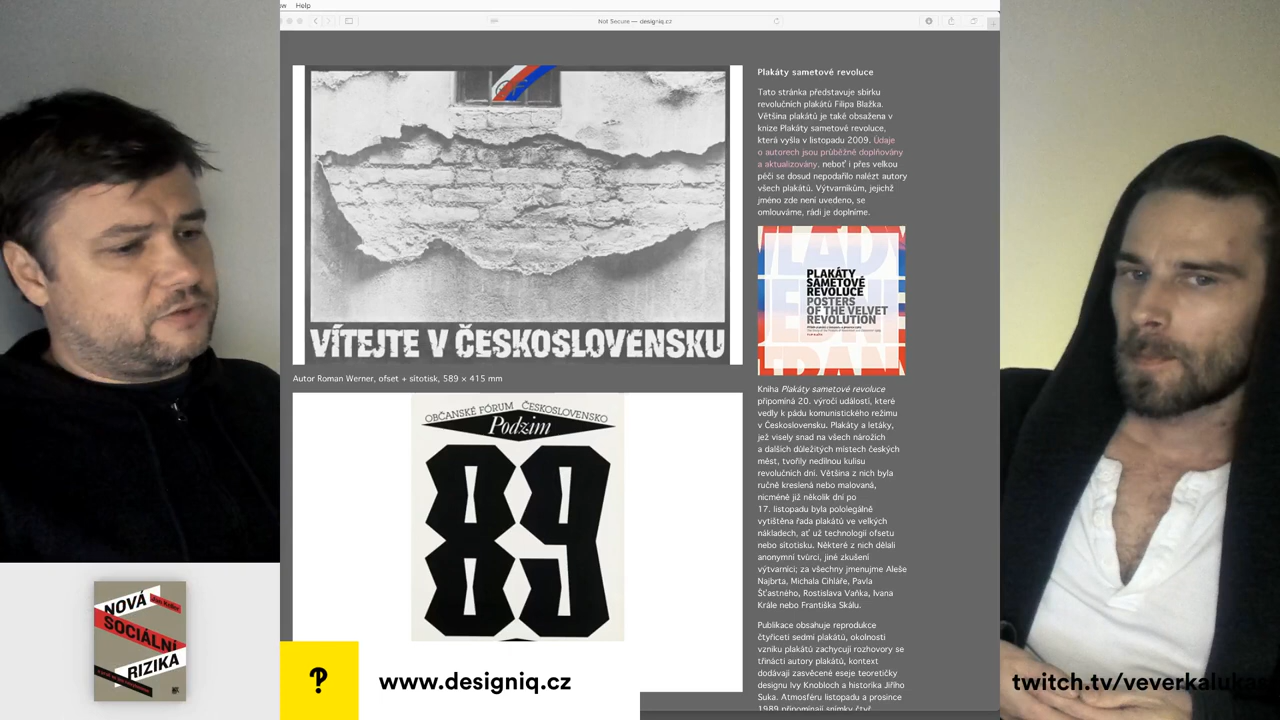 Help
Not Secure — designiq.cz
VÍTEJTE V ČESKOSLOVENSKU
Autor Roman Werner, ofset + sítotisk, 589 × 415 mm
OBČANSKÉ FÓRUM ČESKOSLOVENSKO
Podzim
89
Plakáty sametové revoluce
Tato stránka představuje sbírku
revolučních plakátů Filipa Blažka.
Většina plakátů je také obsažena v
knize Plakáty sametové revoluce,
která vyšla v listopadu 2009. Údaje
o autorech jsou průběžně doplňovány
a aktualizovány, neboť i přes velkou
péči se dosud nepodařilo nalézt autory
všech plakátů. Výtvarníkům, jejichž
jméno zde není uvedeno, se
omlouváme, rádi je doplníme.
PLAKÁTY
SAMETOVÉ
REVOLUCE
POSTERS
OF THE VELVET
REVOLUTION
Kniha Plakáty sametové revoluce
připomíná 20. výročí událostí, které
vedly k pádu komunistického režimu
v Československu. Plakáty a letáky,
jež visely snad na všech nárožích
a dalších důležitých místech českých
měst, tvořily nedílnou kulisu
revolučních dní. Většina z nich byla
ručně kreslená nebo malovaná,
nicméně již několik dní po
17. listopadu byla pololegálně
vytištěna řada plakátů ve velkých
nákladech, ať už technologií ofsetu
nebo sítotisku. Některé z nich dělali
anonymní tvůrci, jiné zkušení
výtvarníci; za všechny jmenujme Aleše
Najbrta, Michala Cihláře, Pavla
Šťastného, Rostislava Vaňka, Ivana
Krále nebo Františka Skálu.
Publikace obsahuje reprodukce
čtyřiceti sedmi plakátů, okolnosti
vzniku plakátů zachycují rozhovory se
třinácti autory plakátů, kontext
dodávají zasvěcené eseje teoretičky
designu Ivy Knobloch a historika Jiřího
Suka. Atmosféru listopadu a prosince
1989 připomínají snímky čtyř
NOVÁ
Jan Keller
SOCIÁLNÍ
RIZIKA
?
www.designiq.cz
twitch.tv/veverkalukas